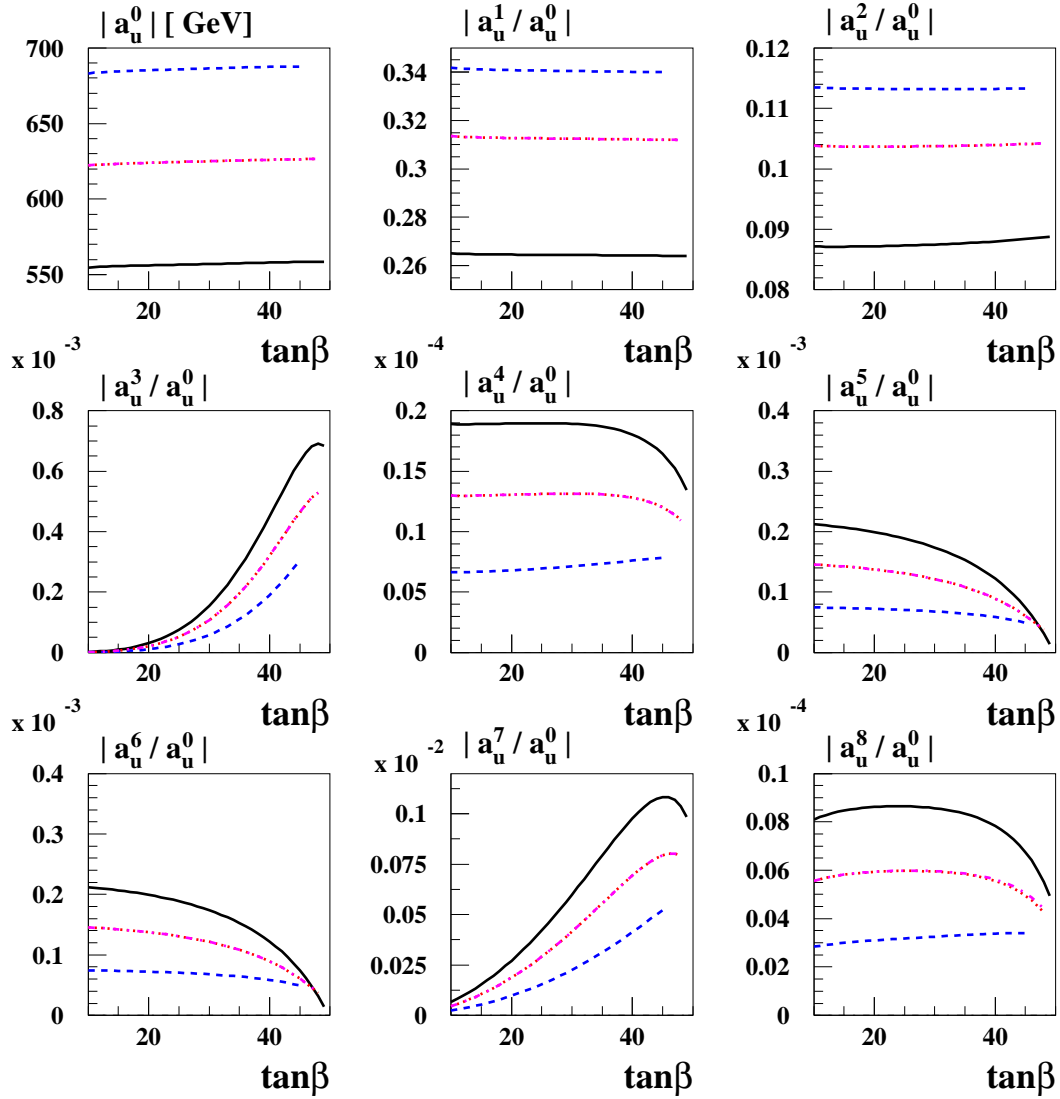 | a_u^0 | [ GeV]
700
650
600
550
20 40
tanβ
| a_u^1 / a_u^0 |
0.34
0.32
0.3
0.28
0.26
20 40
tanβ
| a_u^2 / a_u^0 |
0.12
0.11
0.1
0.09
0.08
20 40
tanβ
x 10 -3
| a_u^3 / a_u^0 |
0.8
0.6
0.4
0.2
0
20 40
tanβ
x 10 -4
| a_u^4 / a_u^0 |
0.2
0.15
0.1
0.05
0
20 40
tanβ
x 10 -3
| a_u^5 / a_u^0 |
0.4
0.3
0.2
0.1
0
20 40
tanβ
x 10 -3
| a_u^6 / a_u^0 |
0.4
0.3
0.2
0.1
0
20 40
tanβ
x 10 -2
| a_u^7 / a_u^0 |
0.1
0.075
0.05
0.025
0
20 40
tanβ
x 10 -4
| a_u^8 / a_u^0 |
0.1
0.08
0.06
0.04
0.02
0
20 40
tanβ